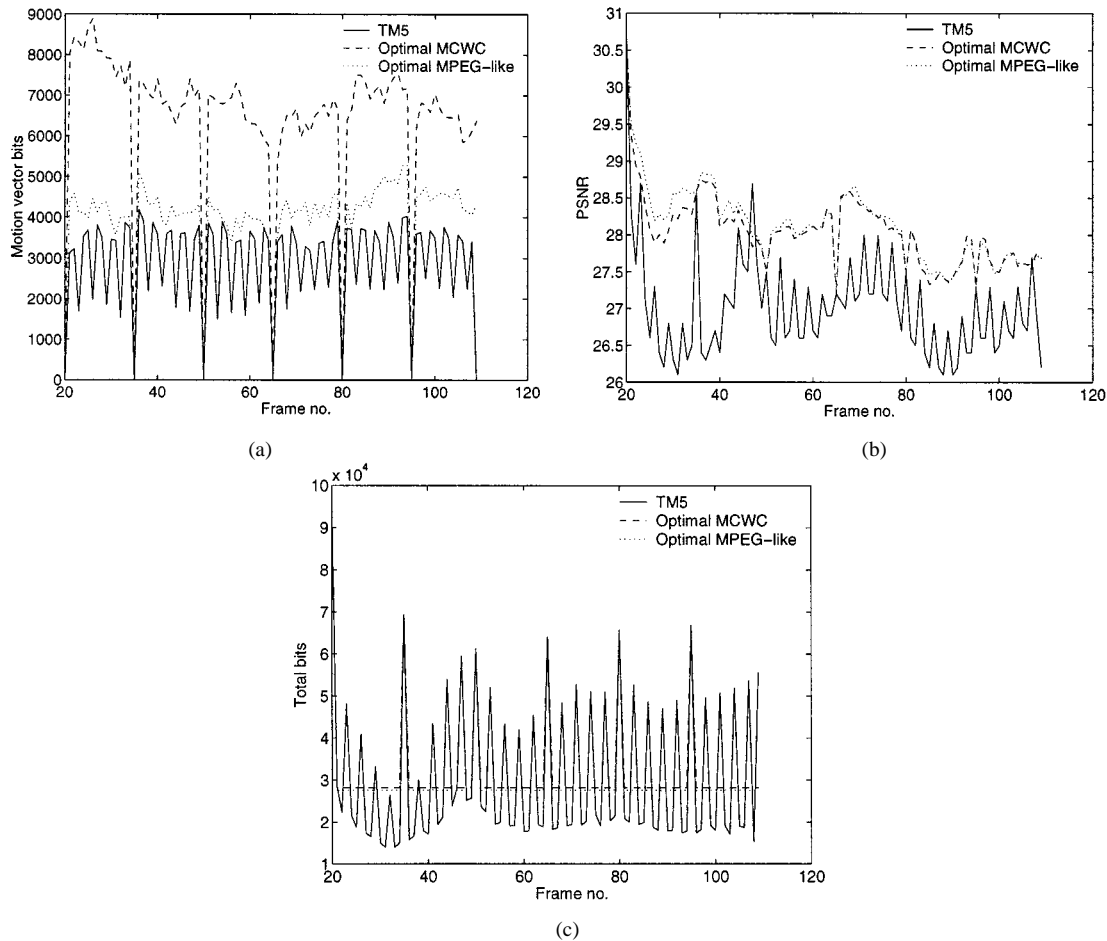 9000
8000
7000
6000
5000
4000
3000
2000
1000
0
20
40
60
80
100
120
Motion vector bits
Frame no.
TM5
Optimal MCWC
Optimal MPEG-like
(a)
31
30.5
30
29.5
29
28.5
28
27.5
27
26.5
26
20
40
60
80
100
120
PSNR
Frame no.
TM5
Optimal MCWC
Optimal MPEG-like
(b)
x 10^4
10
9
8
7
6
5
4
3
2
1
20
40
60
80
100
120
Total bits
Frame no.
TM5
Optimal MCWC
Optimal MPEG-like
(c)